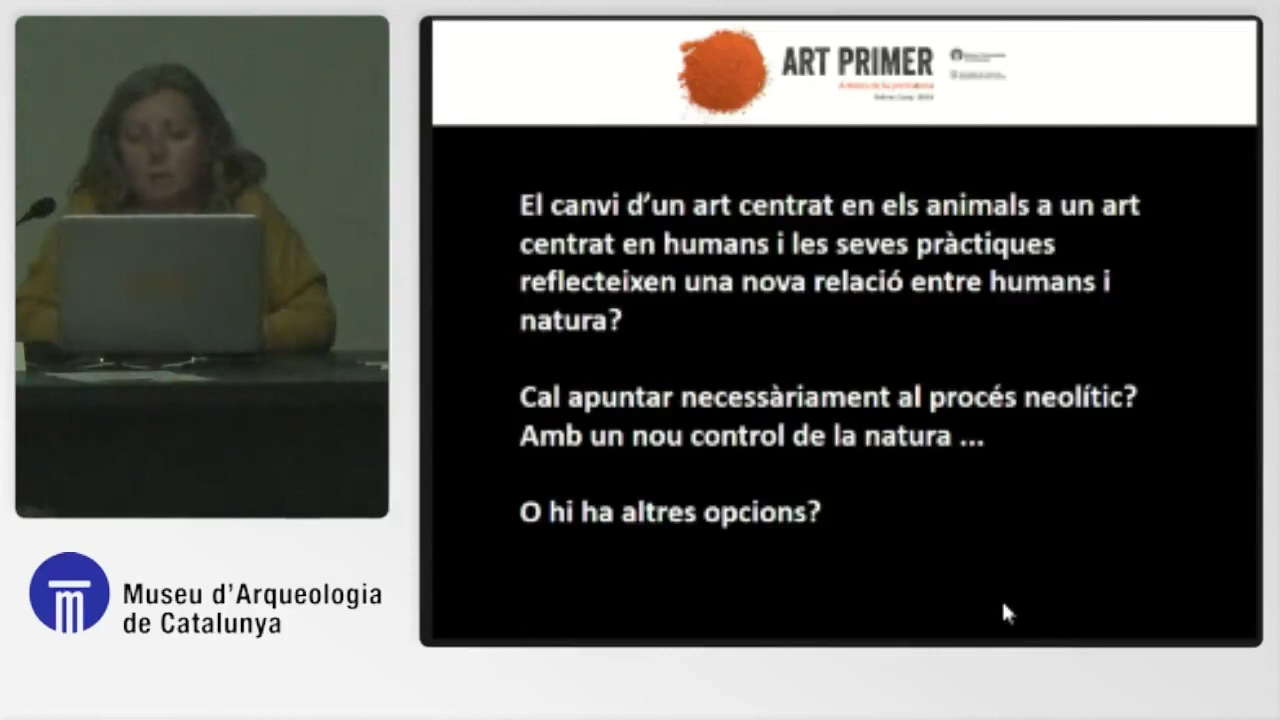 ART PRIMER
El canvi d’un art centrat en els animals a un art
centrat en humans i les seves pràctiques
reflecteixen una nova relació entre humans i
natura?
Cal apuntar necessàriament al procés neolític?
Amb un nou control de la natura ...
O hi ha altres opcions?
Museu d’Arqueologia
de Catalunya